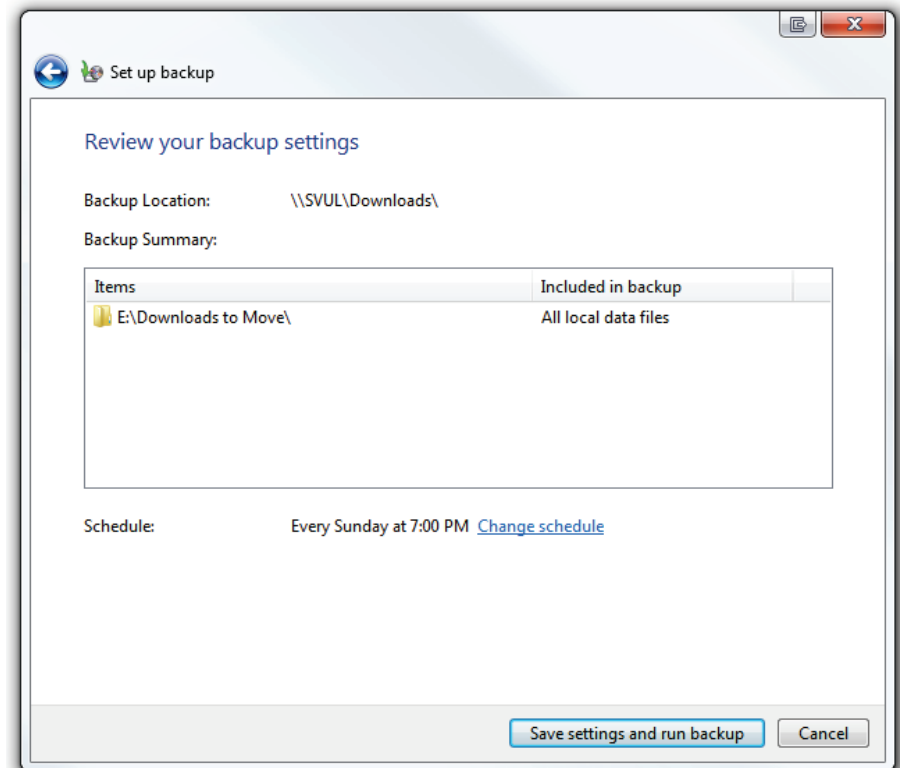 Set up backup
Review your backup settings
Backup Location: \\SVUL\Downloads\
Backup Summary:
Items Included in backup
E:\Downloads to Move\ All local data files
Schedule: Every Sunday at 7:00 PM Change schedule
Save settings and run backup Cancel